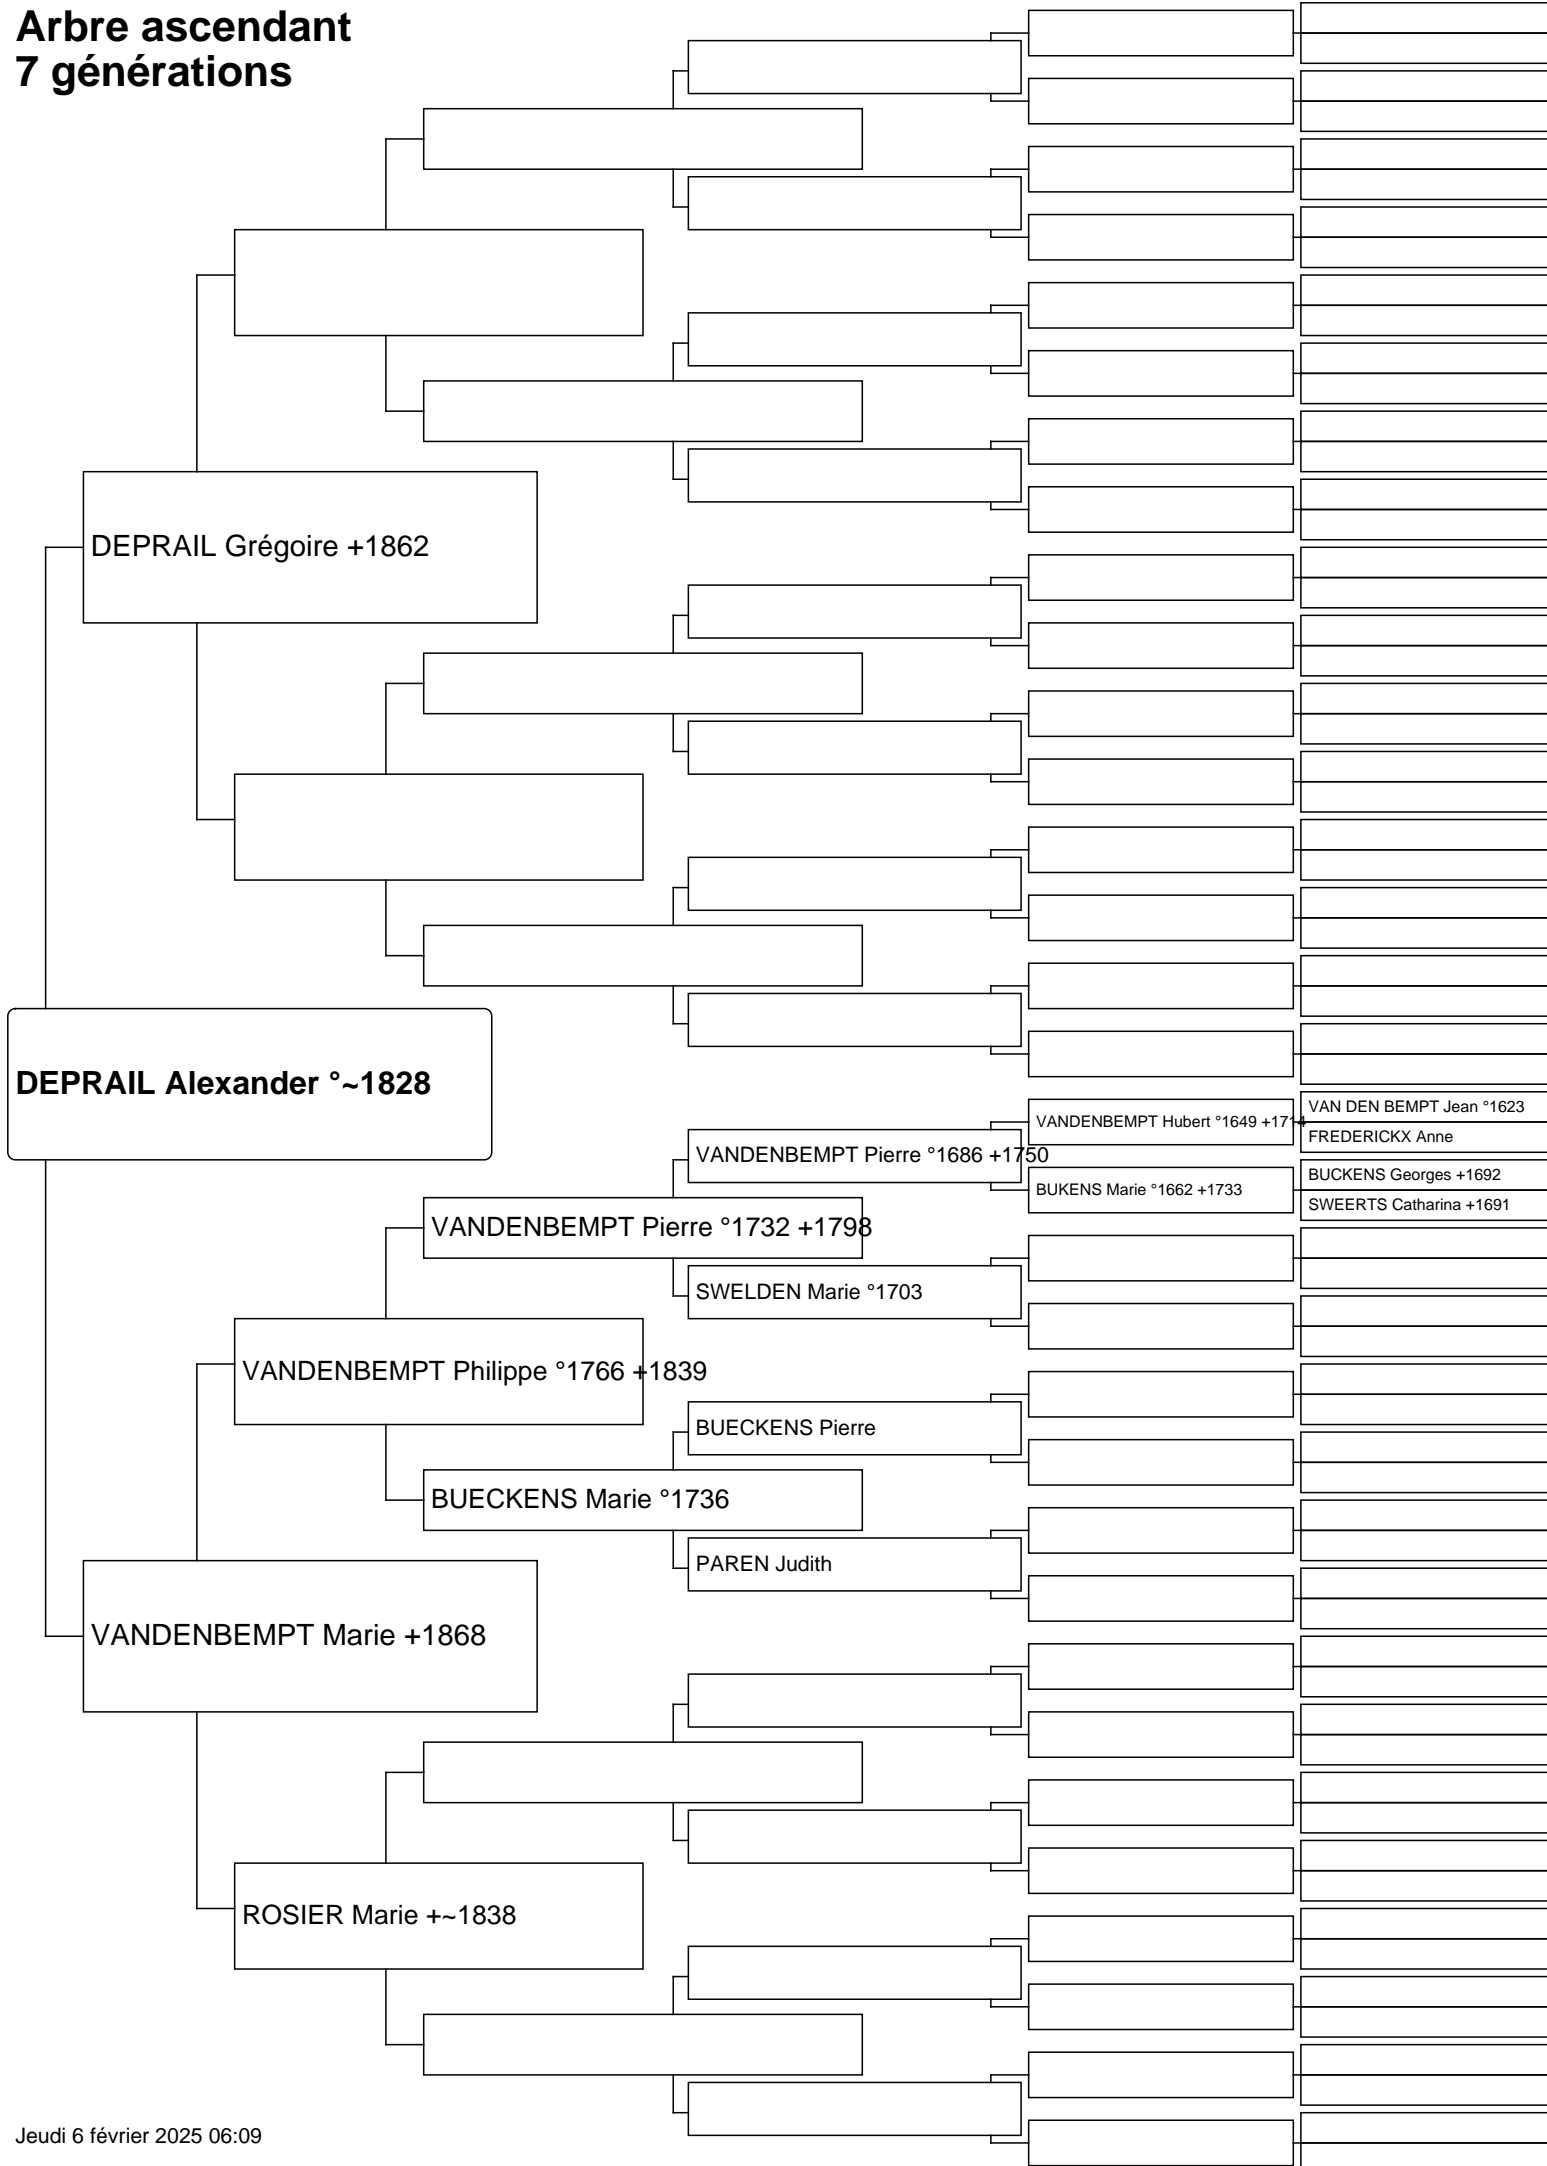 Arbre ascendant
7 générations
DEPRAIL Grégoire +1862
DEPRAIL Alexander °~1828
VANDENBEMPT Hubert °1649 +1714
VAN DEN BEMPT Jean °1623
FREDERICKX Anne
VANDENBEMPT Pierre °1686 +1750
BUKENS Marie °1662 +1733
BUCKENS Georges +1692
SWEERTS Catharina +1691
VANDENBEMPT Pierre °1732 +1798
SWELDEN Marie °1703
VANDENBEMPT Philippe °1766 +1839
BUECKENS Pierre
BUECKENS Marie °1736
PAREN Judith
VANDENBEMPT Marie +1868
ROSIER Marie +~1838
Jeudi 6 février 2025 06:09